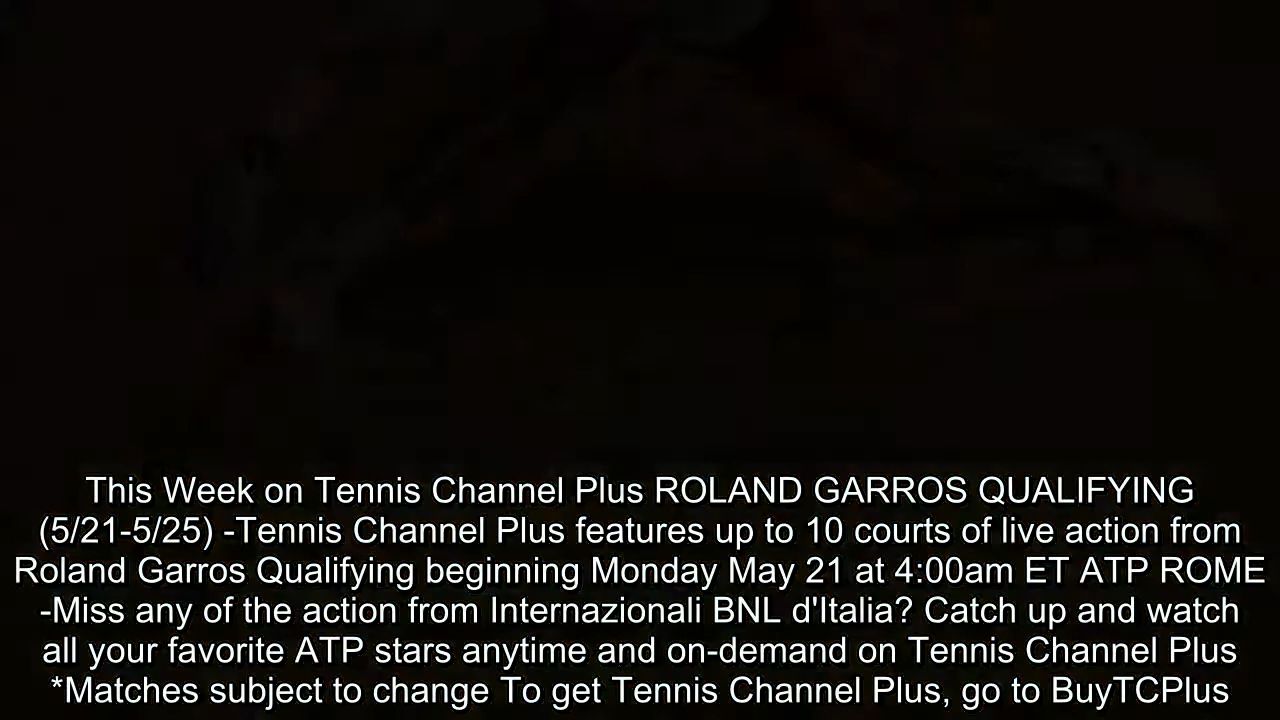 This Week on Tennis Channel Plus ROLAND GARROS QUALIFYING
(5/21-5/25) -Tennis Channel Plus features up to 10 courts of live action from
Roland Garros Qualifying beginning Monday May 21 at 4:00am ET ATP ROME
-Miss any of the action from Internazionali BNL d'Italia? Catch up and watch
all your favorite ATP stars anytime and on-demand on Tennis Channel Plus
*Matches subject to change To get Tennis Channel Plus, go to BuyTCPlus